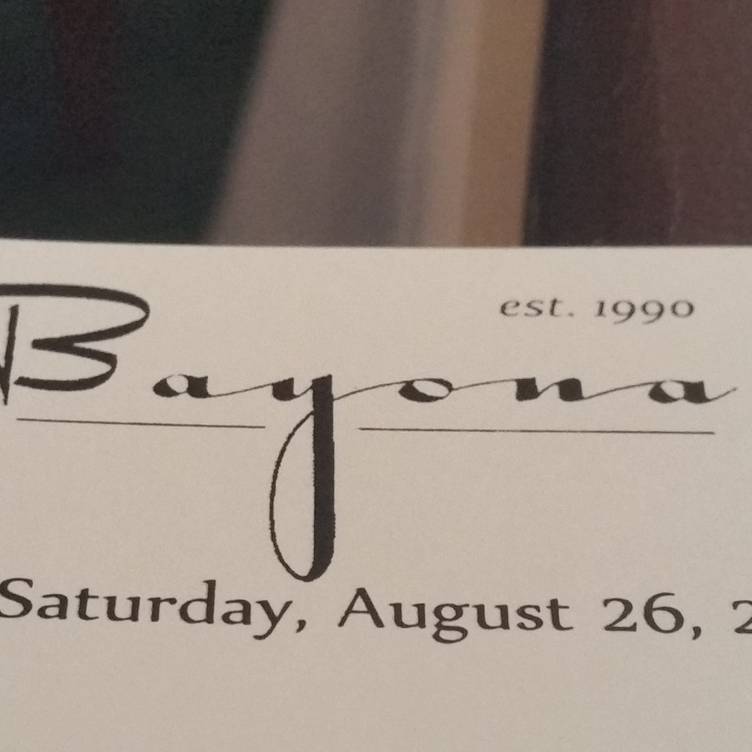 est. 1990
Bayona
Saturday, August 26,